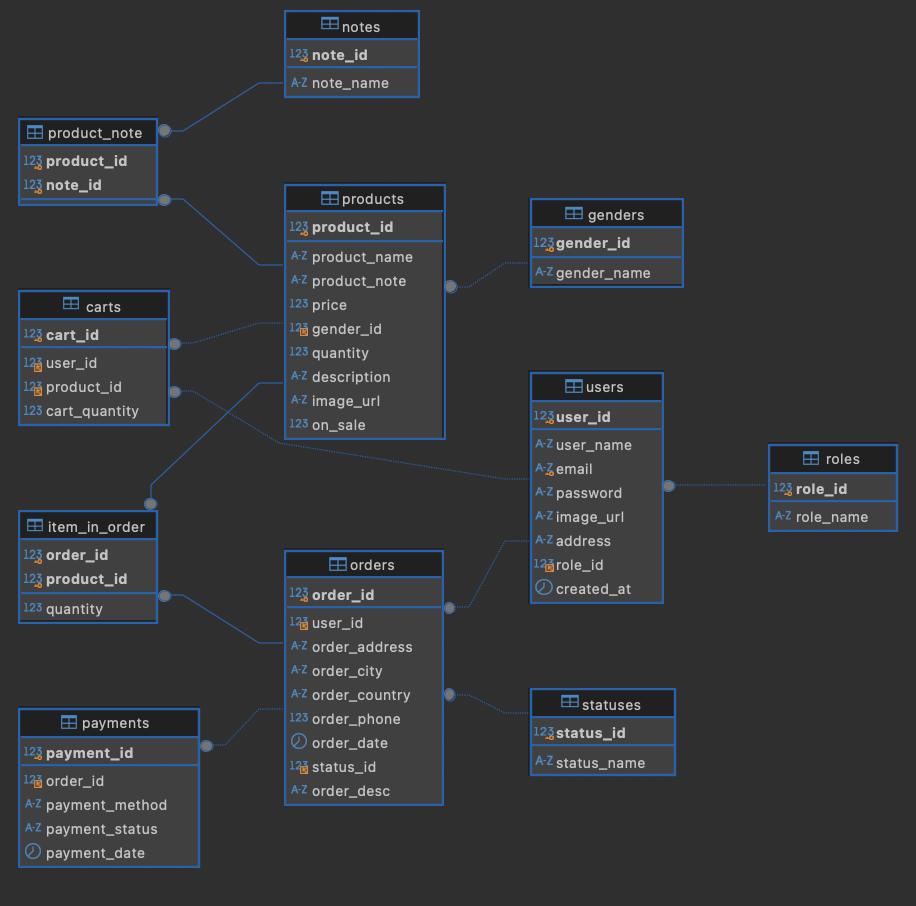 notes
123 note_id
A-Z note_name
product_note
123 product_id
123 note_id
products
123 product_id
A-Z product_name
A-Z product_note
123 price
123 gender_id
123 quantity
A-Z description
A-Z image_url
123 on_sale
genders
123 gender_id
A-Z gender_name
carts
123 cart_id
123 user_id
123 product_id
123 cart_quantity
users
123 user_id
A-Z user_name
A-Z email
A-Z password
A-Z image_url
A-Z address
123 role_id
created_at
roles
123 role_id
A-Z role_name
item_in_order
123 order_id
123 product_id
123 quantity
orders
123 order_id
123 user_id
A-Z order_address
A-Z order_city
A-Z order_country
123 order_phone
order_date
123 status_id
A-Z order_desc
statuses
123 status_id
A-Z status_name
payments
123 payment_id
123 order_id
A-Z payment_method
A-Z payment_status
payment_date